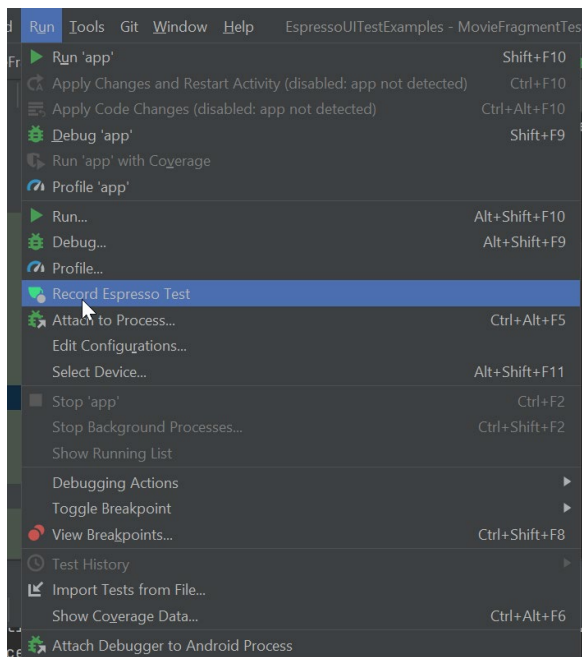 Run Tools Git Window Help EspressoUITestExamples - MovieFragmentTes
Fr
Run 'app' Shift+F10
Apply Changes and Restart Activity (disabled: app not detected) Ctrl+F10
Apply Code Changes (disabled: app not detected) Ctrl+Alt+F10
Debug 'app' Shift+F9
Run 'app' with Coverage
Profile 'app'
Run... Alt+Shift+F10
Debug... Alt+Shift+F9
Profile...
Record Espresso Test
Attach to Process... Ctrl+Alt+F5
Edit Configurations...
Select Device... Alt+Shift+F11
Stop 'app' Ctrl+F2
Stop Background Processes... Ctrl+Shift+F2
Show Running List
Debugging Actions
Toggle Breakpoint
View Breakpoints... Ctrl+Shift+F8
Test History
Import Tests from File...
Show Coverage Data... Ctrl+Alt+F6
Attach Debugger to Android Process